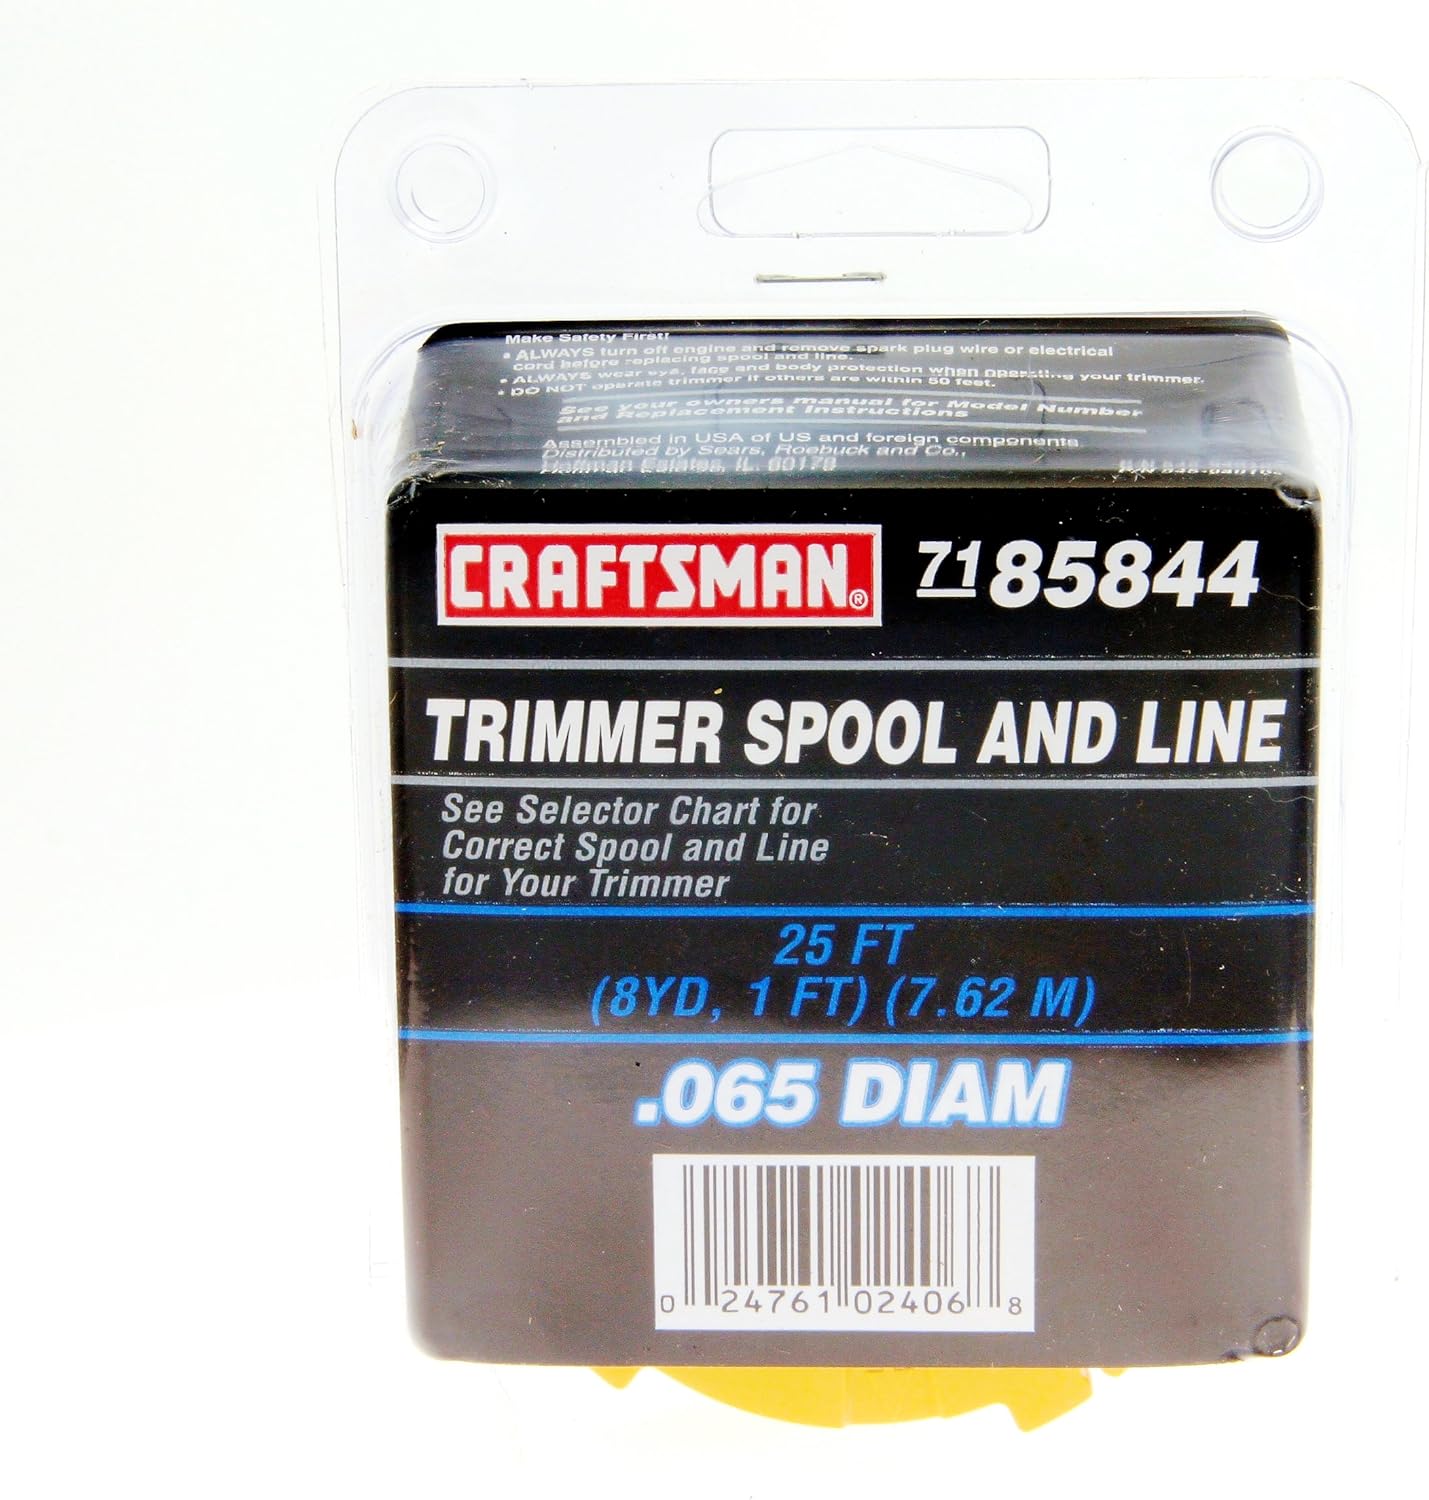 Make Safety First!
• ALWAYS turn off engine and remove spark plug wire or electrical
cord before replacing spool and line.
• ALWAYS wear eye, face and body protection when operating your trimmer.
• DO NOT operate trimmer if others are within 50 feet.
See your owners manual for Model Number
and Replacement Instructions
Assembled in USA of US and foreign components
Distributed by Sears, Roebuck and Co.,
Hoffman Estates, IL. 60179
CRAFTSMAN®
71 85844
TRIMMER SPOOL AND LINE
See Selector Chart for
Correct Spool and Line
for Your Trimmer
25 FT
(8YD, 1 FT) (7.62 M)
.065 DIAM
0 24761 02406 8